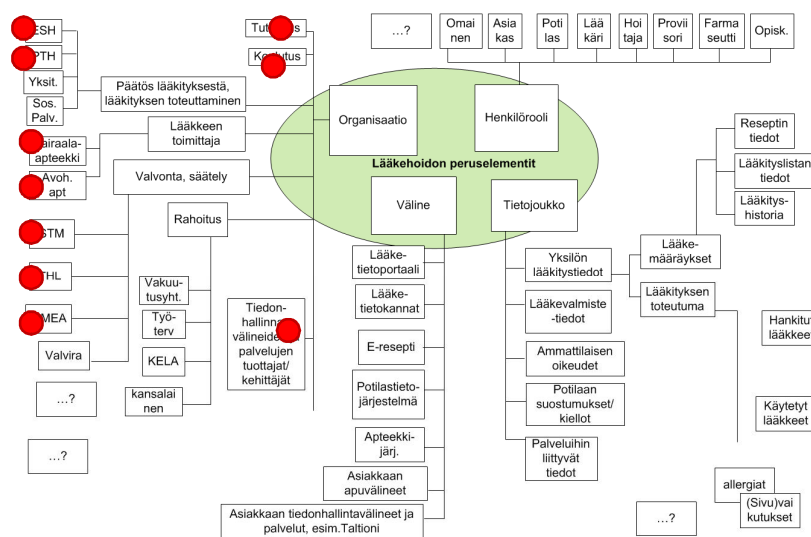 ESH
PTH
Yksit.
Sos.
Palv.
Päätös lääkityksestä,
lääkityksen toteuttaminen
Lääkkeen
toimittaja
apteekki
Avoh.
apt
Valvonta, säätely
STM
THL
Valvira
…?
…?
Rahoitus
Vakuu-
tusyht.
Työ-
terv
KELA
kansalai
nen
Tiedon-
palvelujen
tuottajat/
kehittäjät
…?
Omai
nen
Asia
kas
Poti
las
Lää
käri
Hoi
taja
Provii
sori
Farma
seutti
Opisk.
Organisaatio
Henkilörooli
Lääkehoidon peruselementit
Väline
Tietojoukko
Lääke-
tietoportaali
Lääke-
tietokannat
E-resepti
Potilastieto-
järjestelmä
Apteekki-
järj.
Asiakkaan
apuvälineet
Asiakkaan tiedonhallintavälineet ja
palvelut, esim.Taltioni
Yksilön
lääkitystiedot
Lääkevalmiste
-tiedot
Ammattilaisen
oikeudet
Potilaan
suostumukset/
kiellot
Palveluihin
liittyvät
tiedot
Lääke-
määräykset
Lääkityksen
toteutuma
Reseptin
tiedot
Lääkityslistan
tiedot
Lääkitys-
historia
Hankitut
lääkkeet
Käytetyt
lääkkeet
allergiat
(Sivu)vai
kutukset
…?